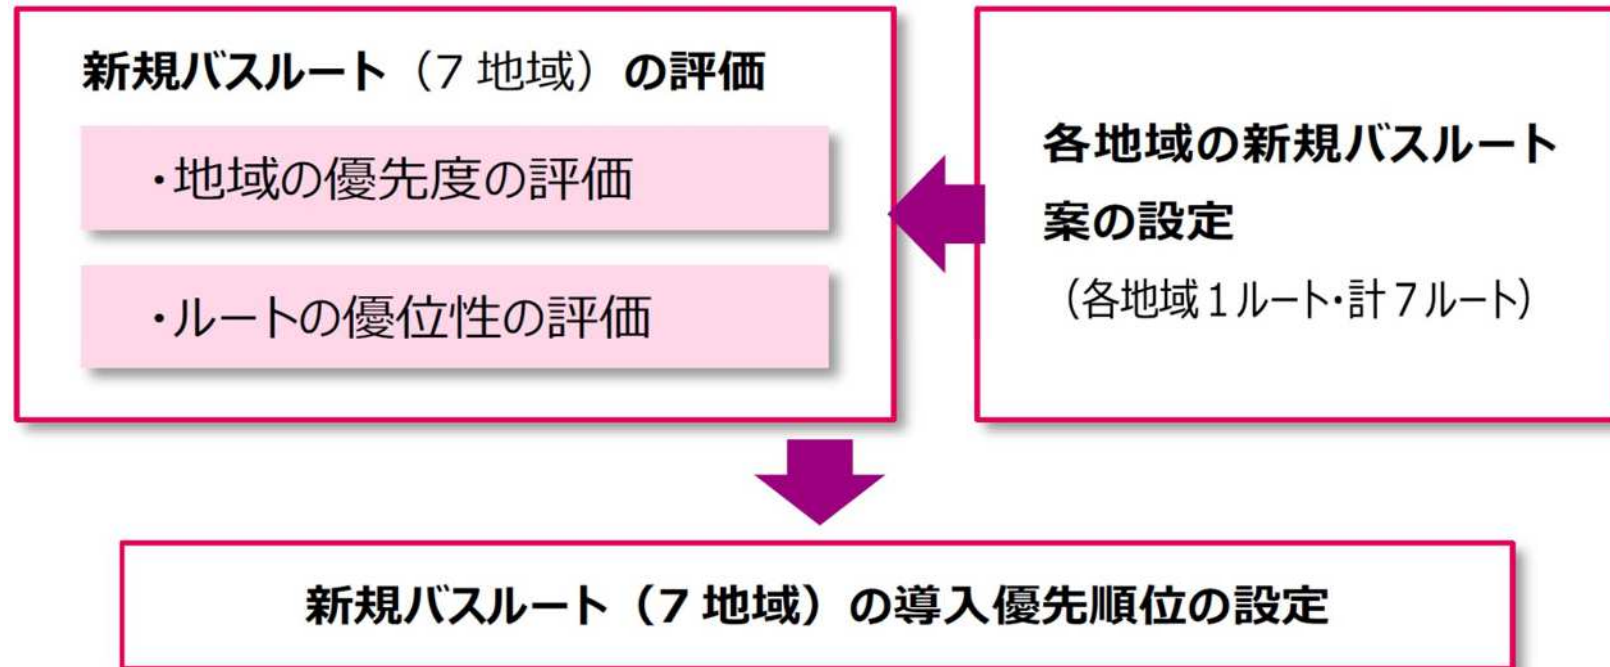 新規バスルート（7 地域）の評価
・地域の優先度の評価
・ルートの優位性の評価
各地域の新規バスルート
案の設定
（各地域１ルート・計７ルート）
新規バスルート（7 地域）の導入優先順位の設定